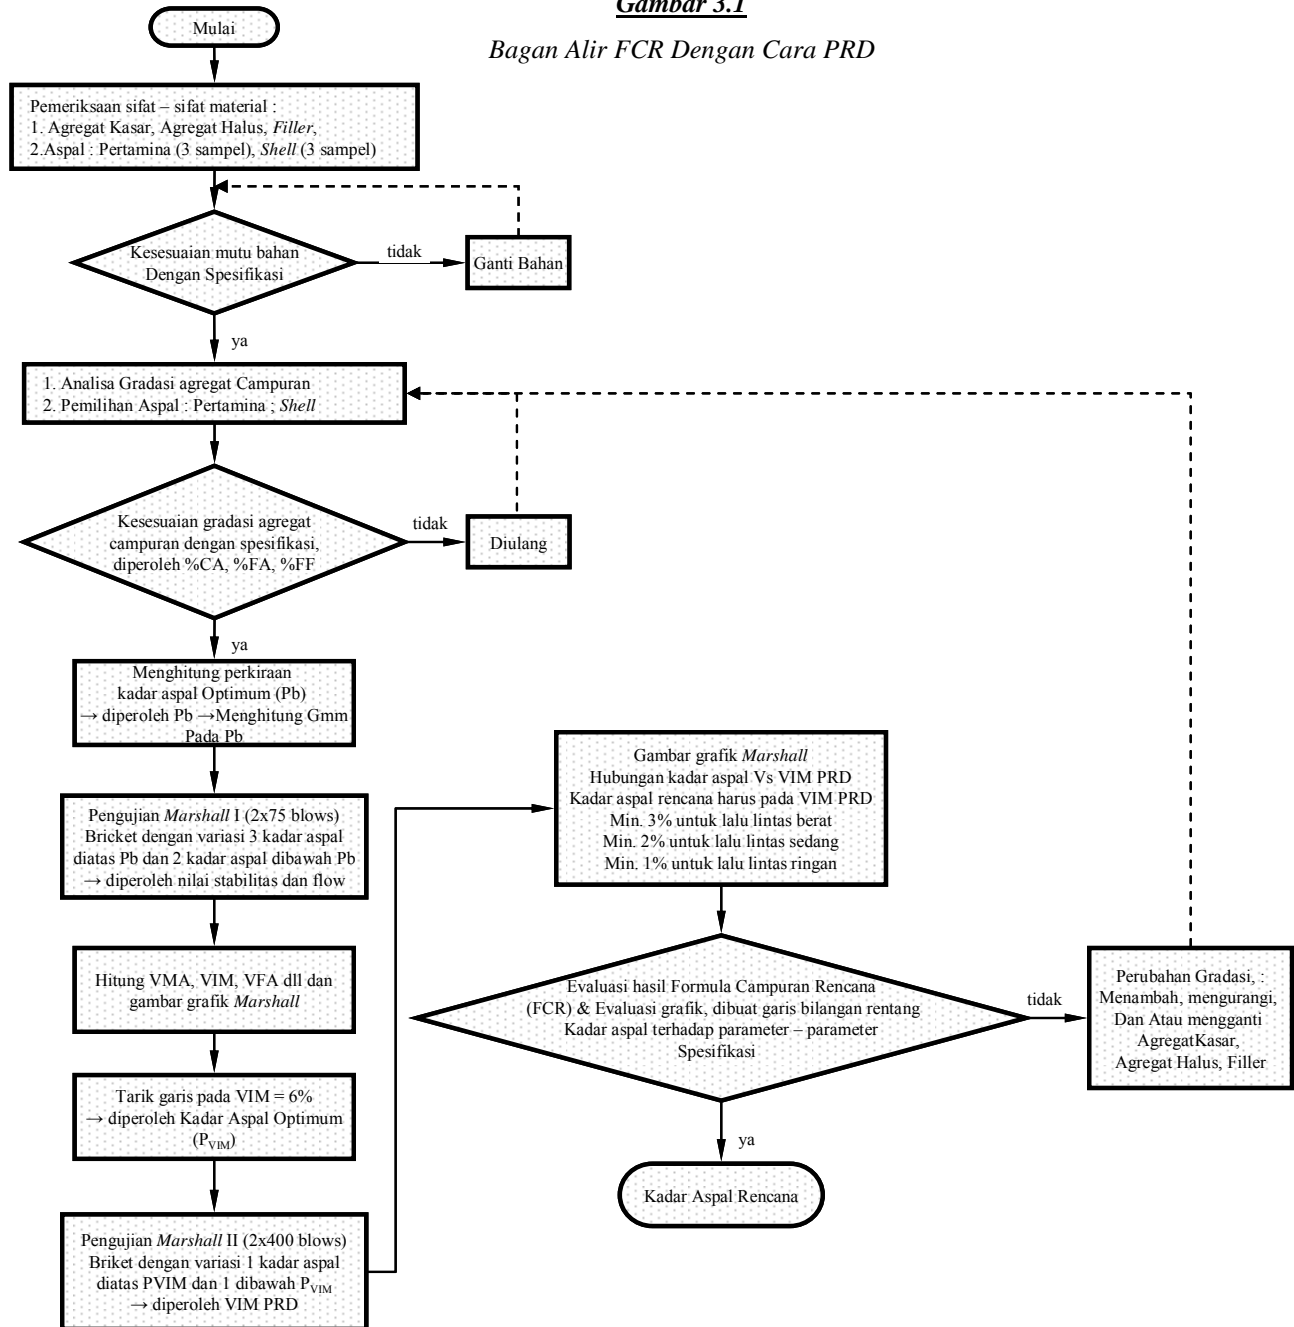 Gambar 3.1
Bagan Alir FCR Dengan Cara PRD
Mulai
Pemeriksaan sifat – sifat material :
1. Agregat Kasar, Agregat Halus, Filler,
2.Aspal : Pertamina (3 sampel), Shell (3 sampel)
Kesesuaian mutu bahan
Dengan Spesifikasi
tidak
Ganti Bahan
ya
1. Analisa Gradasi agregat Campuran
2. Pemilihan Aspal : Pertamina ; Shell
Kesesuaian gradasi agregat
campuran dengan spesifikasi,
diperoleh %CA, %FA, %FF
tidak
Diulang
ya
Menghitung perkiraan
kadar aspal Optimum (Pb)
→ diperoleh Pb →Menghitung Gmm
Pada Pb
Pengujian Marshall I (2x75 blows)
Bricket dengan variasi 3 kadar aspal
diatas Pb dan 2 kadar aspal dibawah Pb
→ diperoleh nilai stabilitas dan flow
Hitung VMA, VIM, VFA dll dan
gambar grafik Marshall
Tarik garis pada VIM = 6%
→ diperoleh Kadar Aspal Optimum
(PVIM)
Pengujian Marshall II (2x400 blows)
Briket dengan variasi 1 kadar aspal
diatas PVIM dan 1 dibawah PVIM
→ diperoleh VIM PRD
Gambar grafik Marshall
Hubungan kadar aspal Vs VIM PRD
Kadar aspal rencana harus pada VIM PRD
Min. 3% untuk lalu lintas berat
Min. 2% untuk lalu lintas sedang
Min. 1% untuk lalu lintas ringan
Evaluasi hasil Formula Campuran Rencana
(FCR) & Evaluasi grafik, dibuat garis bilangan rentang
Kadar aspal terhadap parameter – parameter
Spesifikasi
tidak
Perubahan Gradasi, :
Menambah, mengurangi,
Dan Atau mengganti
AgregatKasar,
Agregat Halus, Filler
ya
Kadar Aspal Rencana